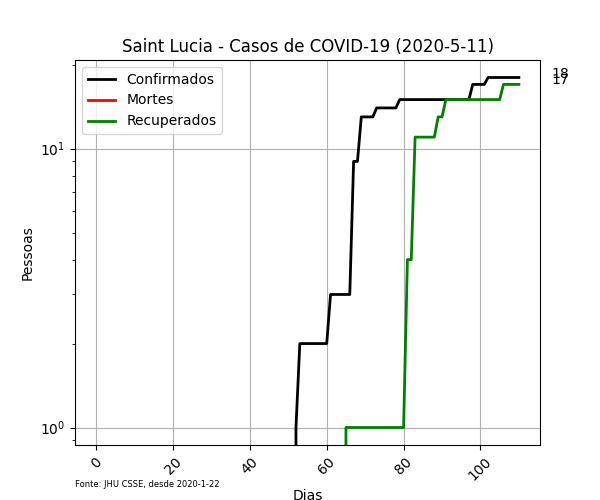 Saint Lucia - Casos de COVID-19 (2020-5-11)
Confirmados
Mortes
Recuperados
18
17
10¹
10⁰
Pessoas
0 20 40 60 80 100
Dias
Fonte: JHU CSSE, desde 2020-1-22